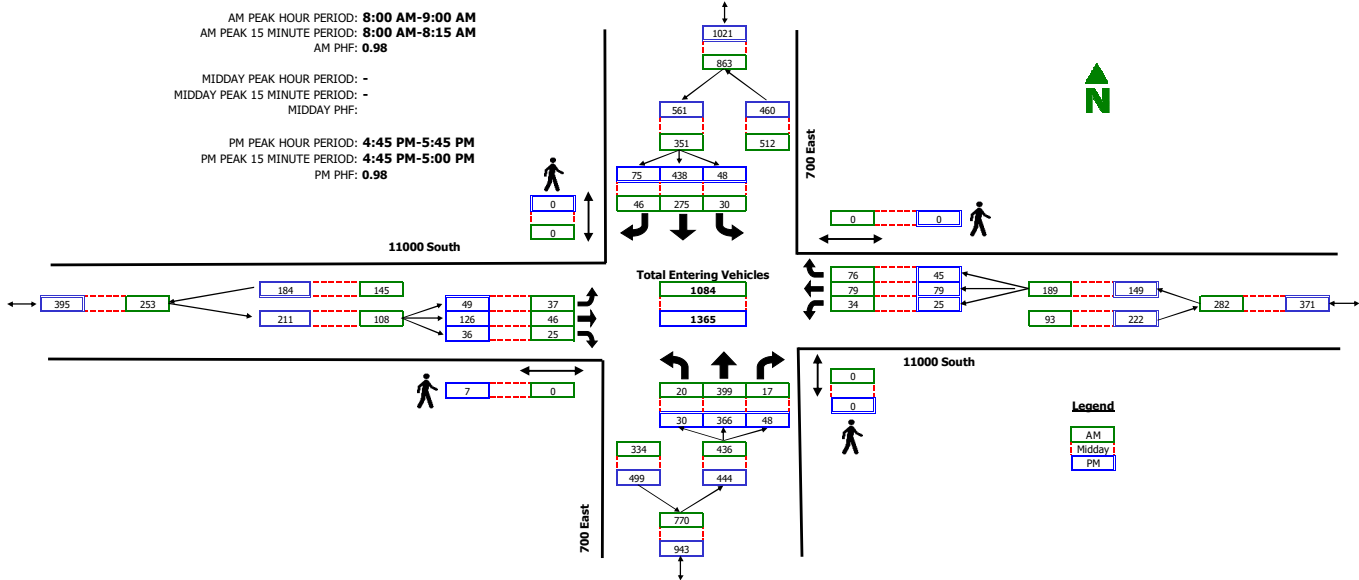 AM PEAK HOUR PERIOD: 8:00 AM-9:00 AM
AM PEAK 15 MINUTE PERIOD: 8:00 AM-8:15 AM
AM PHF: 0.98
MIDDAY PEAK HOUR PERIOD: -
MIDDAY PEAK 15 MINUTE PERIOD: -
MIDDAY PHF:
PM PEAK HOUR PERIOD: 4:45 PM-5:45 PM
PM PEAK 15 MINUTE PERIOD: 4:45 PM-5:00 PM
PM PHF: 0.98
1021
863
N
561 460
351 512
700 East
75 438 48
46 275 30
0
0
0 0
11000 South
Total Entering Vehicles
1084
1365
395 253
184 145
211 108
49 37
126 46
36 25
76 45
79 79
34 25
189 149
93 222
282 371
11000 South
7 0
20 399 17
30 366 48
0
0
334 436
499 444
770
943
700 East
Legend
AM
Midday
PM